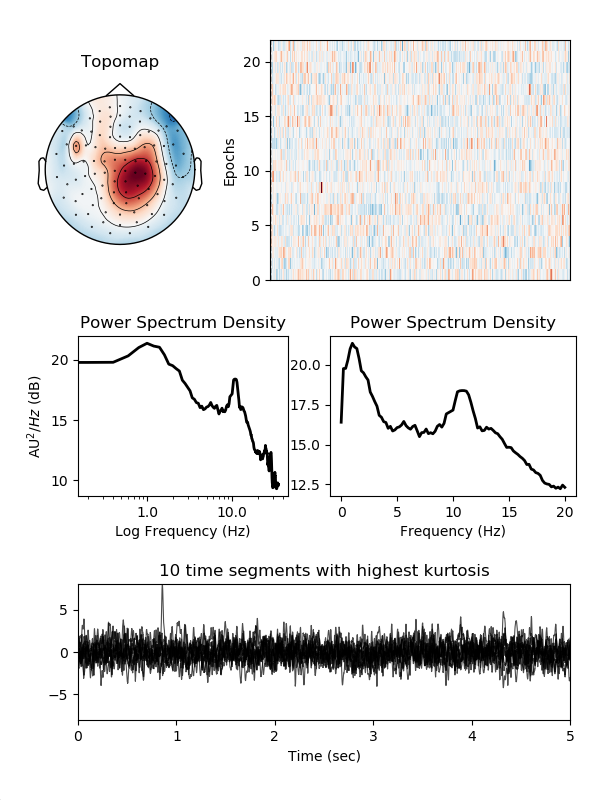 Topomap
Epochs
20
15
10
5
0
Power Spectrum Density
AU²/Hz (dB)
20
15
10
1.0 10.0
Log Frequency (Hz)
Power Spectrum Density
20.0
17.5
15.0
12.5
0 5 10 15 20
Frequency (Hz)
10 time segments with highest kurtosis
5
0
−5
0 1 2 3 4 5
Time (sec)